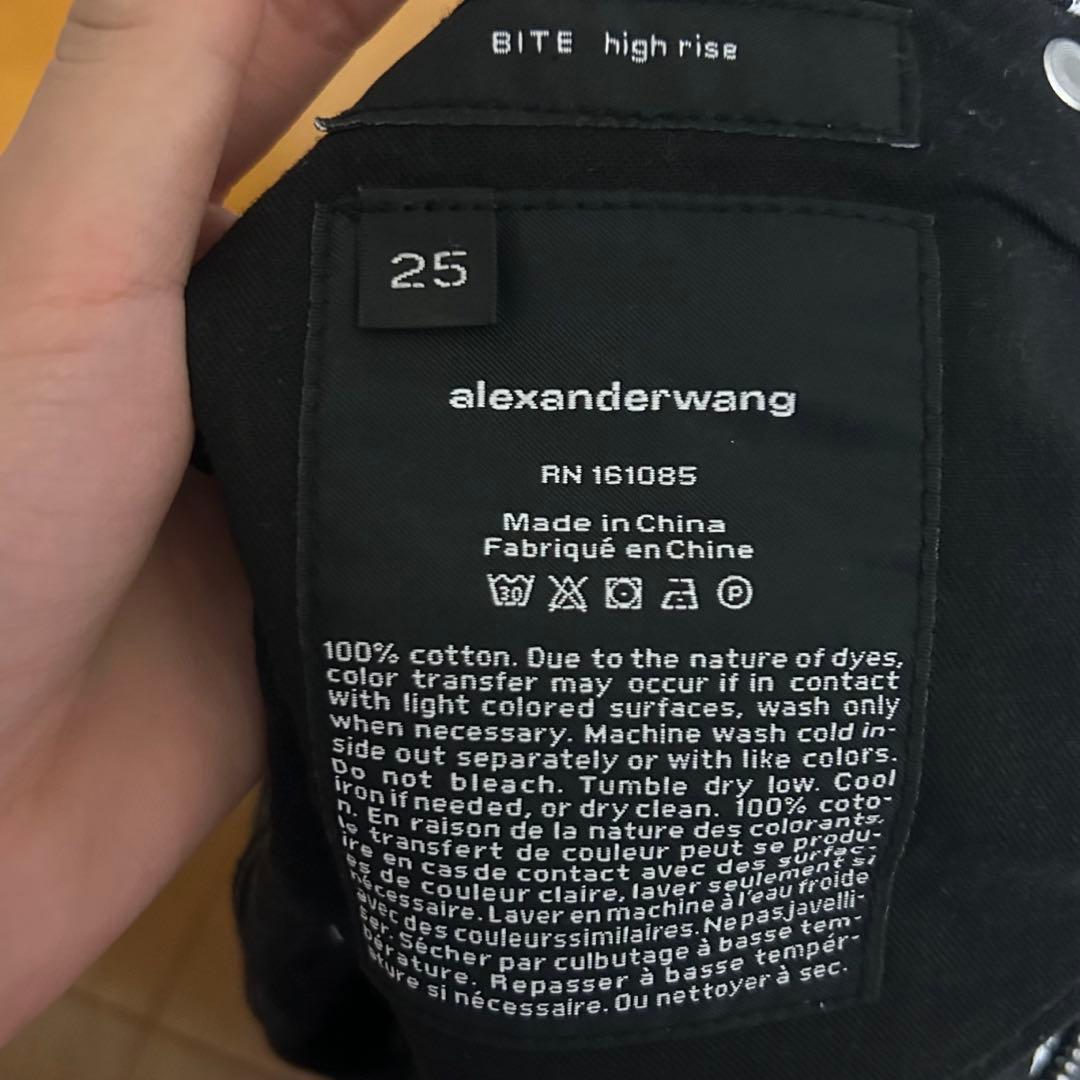 BITE high rise
25
alexanderwang
RN 161085
Made in China
Fabriqué en Chine
30 P
100% cotton. Due to the nature of dyes,
color transfer may occur if in contact
with light colored surfaces, wash only
when necessary. Machine wash cold in-
side out separately or with like colors.
Do not bleach. Tumble dry low. Cool
iron if needed, or dry clean. 100% coto-
n. En raison de la nature des colorants,
le transfert de couleur peut se produ-
ire en cas de contact avec des surfac-
es de couleur claire, laver seulement si
nécessaire. Laver en machine à l'eau froide
avec des couleurs similaires. Ne pas javelli-
ser. Sécher par culbutage à basse tem-
pérature. Repasser à basse tempér-
ature si nécessaire. Ou nettoyer à sec.